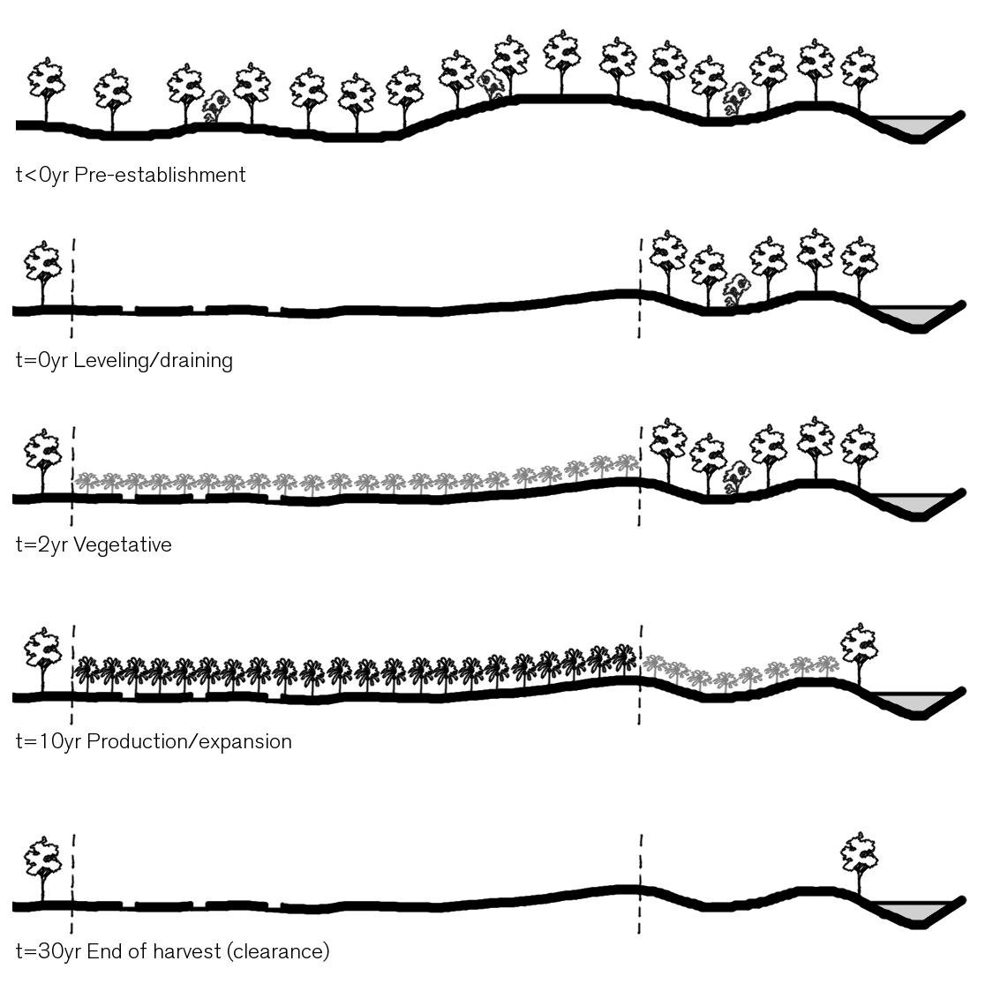 t<0yr Pre-establishment
t=0yr Leveling/draining
t=2yr Vegetative
t=10yr Production/expansion
t=30yr End of harvest (clearance)